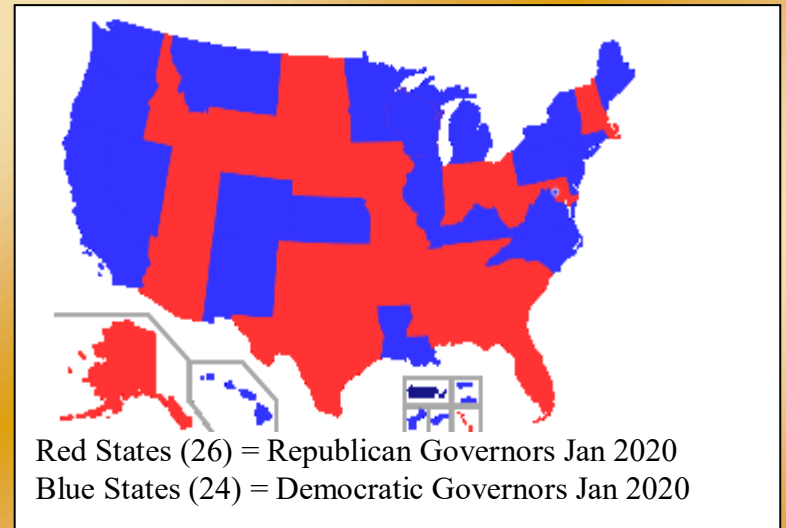 Red States (26) = Republican Governors Jan 2020
Blue States (24) = Democratic Governors Jan 2020